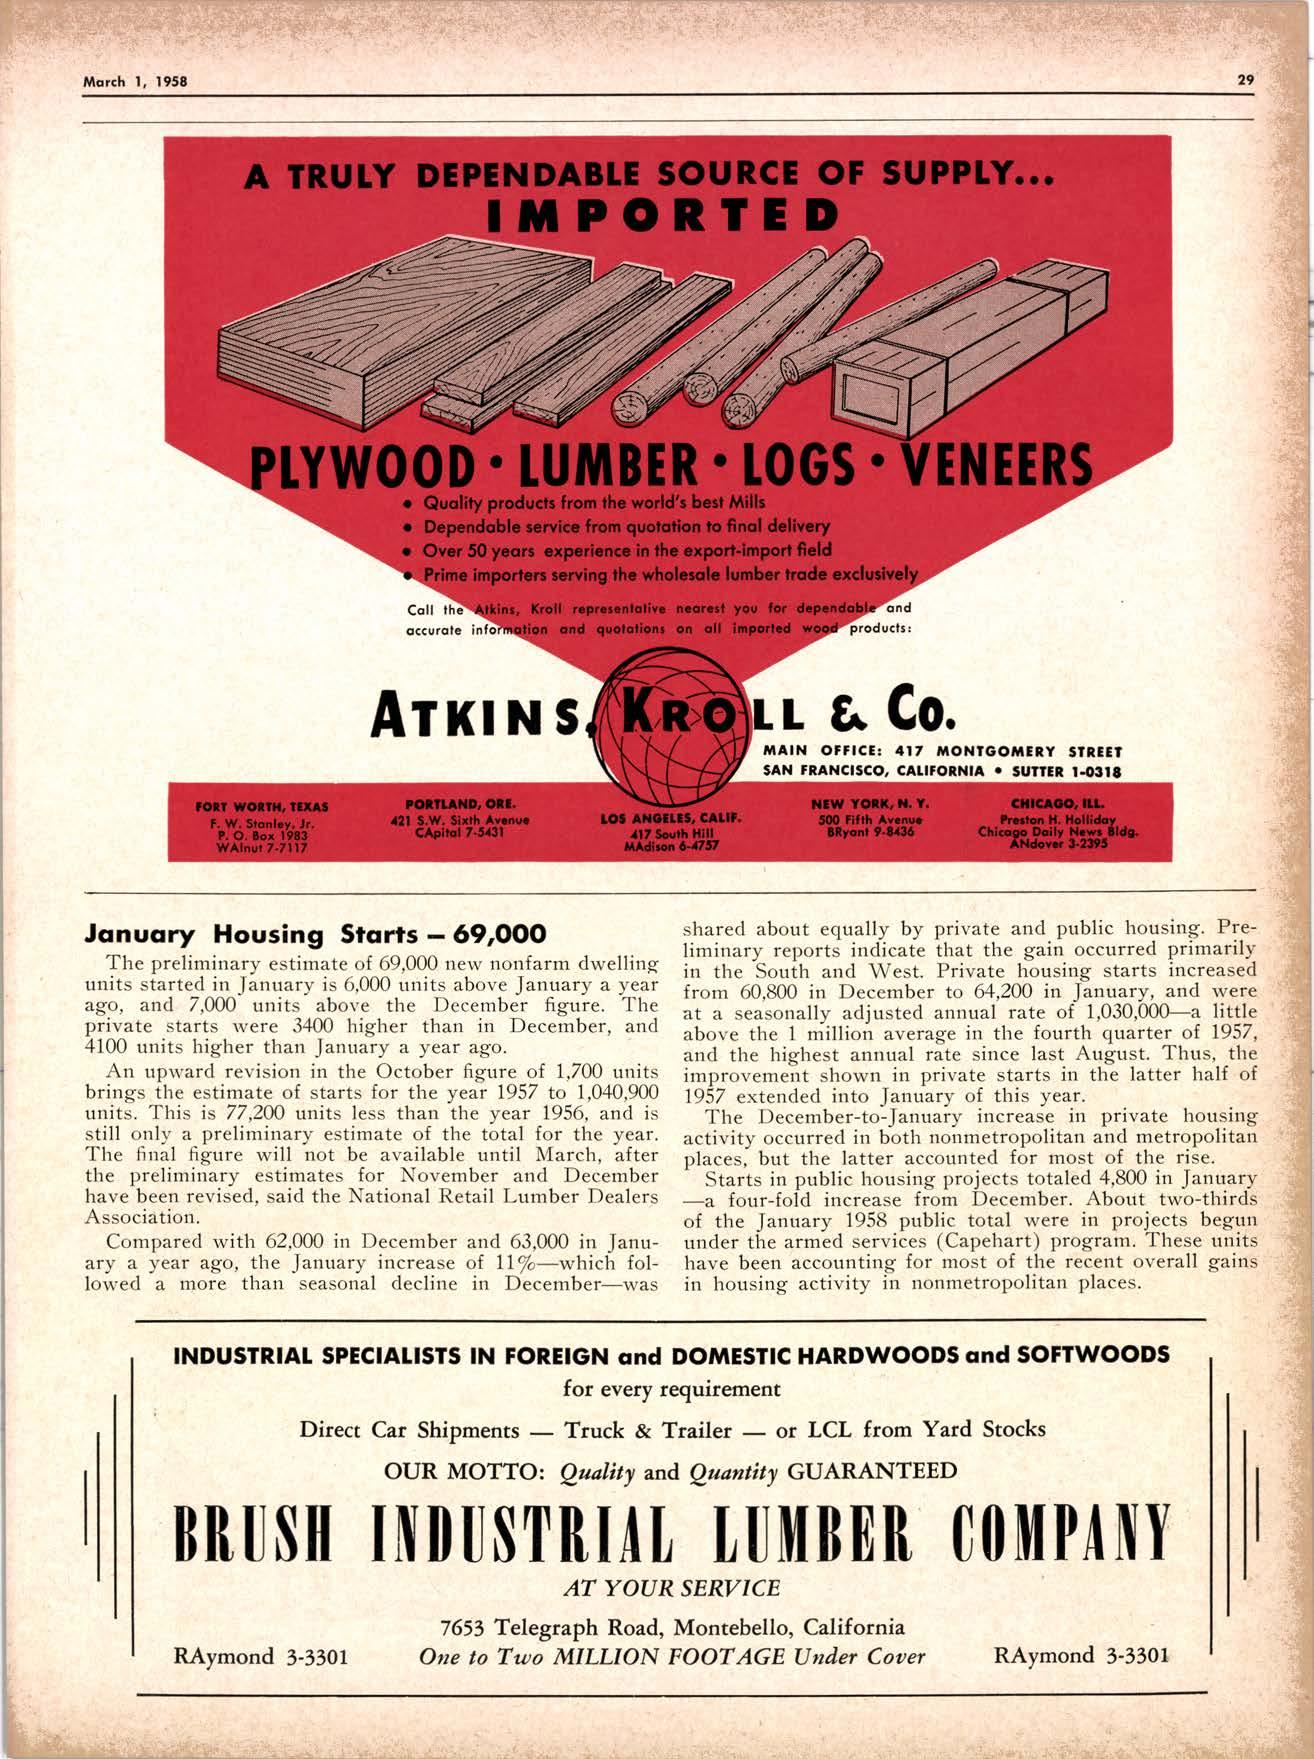 March 1, 1958
29
A TRULY DEPENDABLE SOURCE OF SUPPLY...
IMPORTED
PLYWOOD • LUMBER • LOGS • VENEERS
• Quality products from the world's best Mills
• Dependable service from quotation to final delivery
• Over 50 years experience in the export-import field
• Prime importers serving the wholesale lumber trade exclusively
Call the Atkins, Kroll representative nearest you for dependable and
accurate information and quotations on all imported wood products:
ATKINS, KROLL & CO.
MAIN OFFICE: 417 MONTGOMERY STREET
SAN FRANCISCO, CALIFORNIA • SUTTER 1-0318
FORT WORTH, TEXAS
F. W. Stanley, Jr.
P. O. Box 1983
WAlnut 7-7117
PORTLAND, ORE.
421 S.W. Sixth Avenue
CApital 7-5431
LOS ANGELES, CALIF.
417 South Hill
MAdison 6-4757
NEW YORK, N. Y.
500 Fifth Avenue
BRyant 9-8436
CHICAGO, ILL.
Preston H. Holliday
Chicago Daily News Bldg.
ANdover 3-2395
January Housing Starts — 69,000
The preliminary estimate of 69,000 new nonfarm dwelling
units started in January is 6,000 units above January a year
ago, and 7,000 units above the December figure. The
private starts were 3400 higher than in December, and
4100 units higher than January a year ago.
An upward revision in the October figure of 1,700 units
brings the estimate of starts for the year 1957 to 1,040,900
units. This is 77,200 units less than the year 1956, and is
still only a preliminary estimate of the total for the year.
The final figure will not be available until March, after
the preliminary estimates for November and December
have been revised, said the National Retail Lumber Dealers
Association.
Compared with 62,000 in December and 63,000 in Janu-
ary a year ago, the January increase of 11%—which fol-
lowed a more than seasonal decline in December—was
shared about equally by private and public housing. Pre-
liminary reports indicate that the gain occurred primarily
in the South and West. Private housing starts increased
from 60,800 in December to 64,200 in January, and were
at a seasonally adjusted annual rate of 1,030,000—a little
above the 1 million average in the fourth quarter of 1957,
and the highest annual rate since last August. Thus, the
improvement shown in private starts in the latter half of
1957 extended into January of this year.
The December-to-January increase in private housing
activity occurred in both nonmetropolitan and metropolitan
places, but the latter accounted for most of the rise.
Starts in public housing projects totaled 4,800 in January
—a four-fold increase from December. About two-thirds
of the January 1958 public total were in projects begun
under the armed services (Capehart) program. These units
have been accounting for most of the recent overall gains
in housing activity in nonmetropolitan places.
INDUSTRIAL SPECIALISTS IN FOREIGN and DOMESTIC HARDWOODS and SOFTWOODS
for every requirement
Direct Car Shipments — Truck & Trailer — or LCL from Yard Stocks
OUR MOTTO: Quality and Quantity GUARANTEED
BRUSH INDUSTRIAL LUMBER COMPANY
AT YOUR SERVICE
7653 Telegraph Road, Montebello, California
RAymond 3-3301 One to Two MILLION FOOTAGE Under Cover RAymond 3-3301